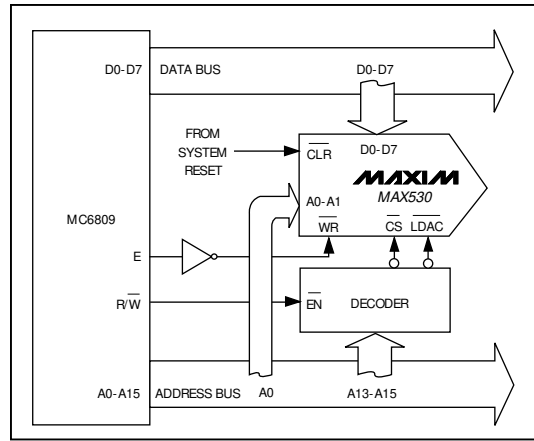 D0-D7 DATA BUS D0-D7
FROM
SYSTEM
RESET
CLR D0-D7
MAXIM
MAX530
A0-A1
WR CS LDAC
MC6809
E
R/W
EN DECODER
A0-A15 ADDRESS BUS A0 A13-A15